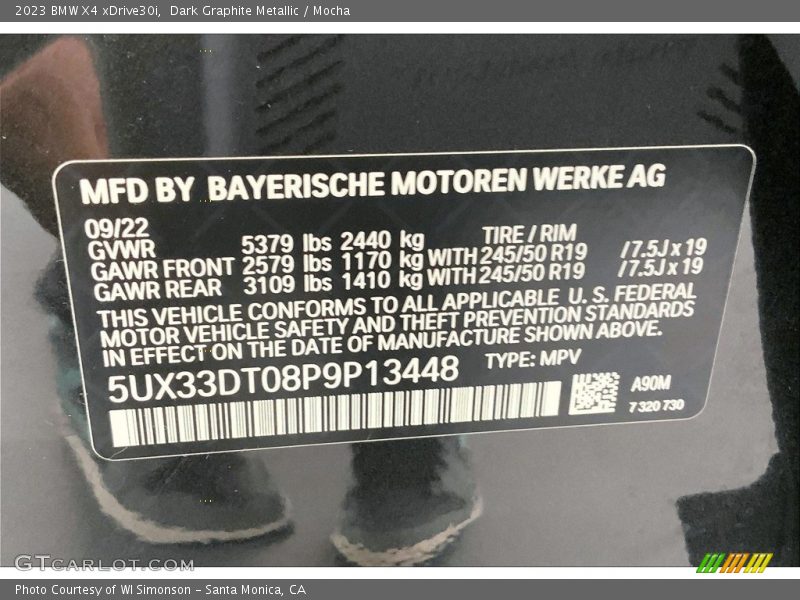 2023 BMW X4 xDrive30i, Dark Graphite Metallic / Mocha
MFD BY BAYERISCHE MOTOREN WERKE AG
09/22
GVWR 5379 lbs 2440 kg TIRE / RIM
GAWR FRONT 2579 lbs 1170 kg WITH 245/50 R19 /7.5J x 19
GAWR REAR 3109 lbs 1410 kg WITH 245/50 R19 /7.5J x 19
THIS VEHICLE CONFORMS TO ALL APPLICABLE U. S. FEDERAL
MOTOR VEHICLE SAFETY AND THEFT PREVENTION STANDARDS
IN EFFECT ON THE DATE OF MANUFACTURE SHOWN ABOVE.
5UX33DT08P9P13448 TYPE: MPV
A90M
7 320 730
GTCARLOT.COM
Photo Courtesy of WI Simonson - Santa Monica, CA